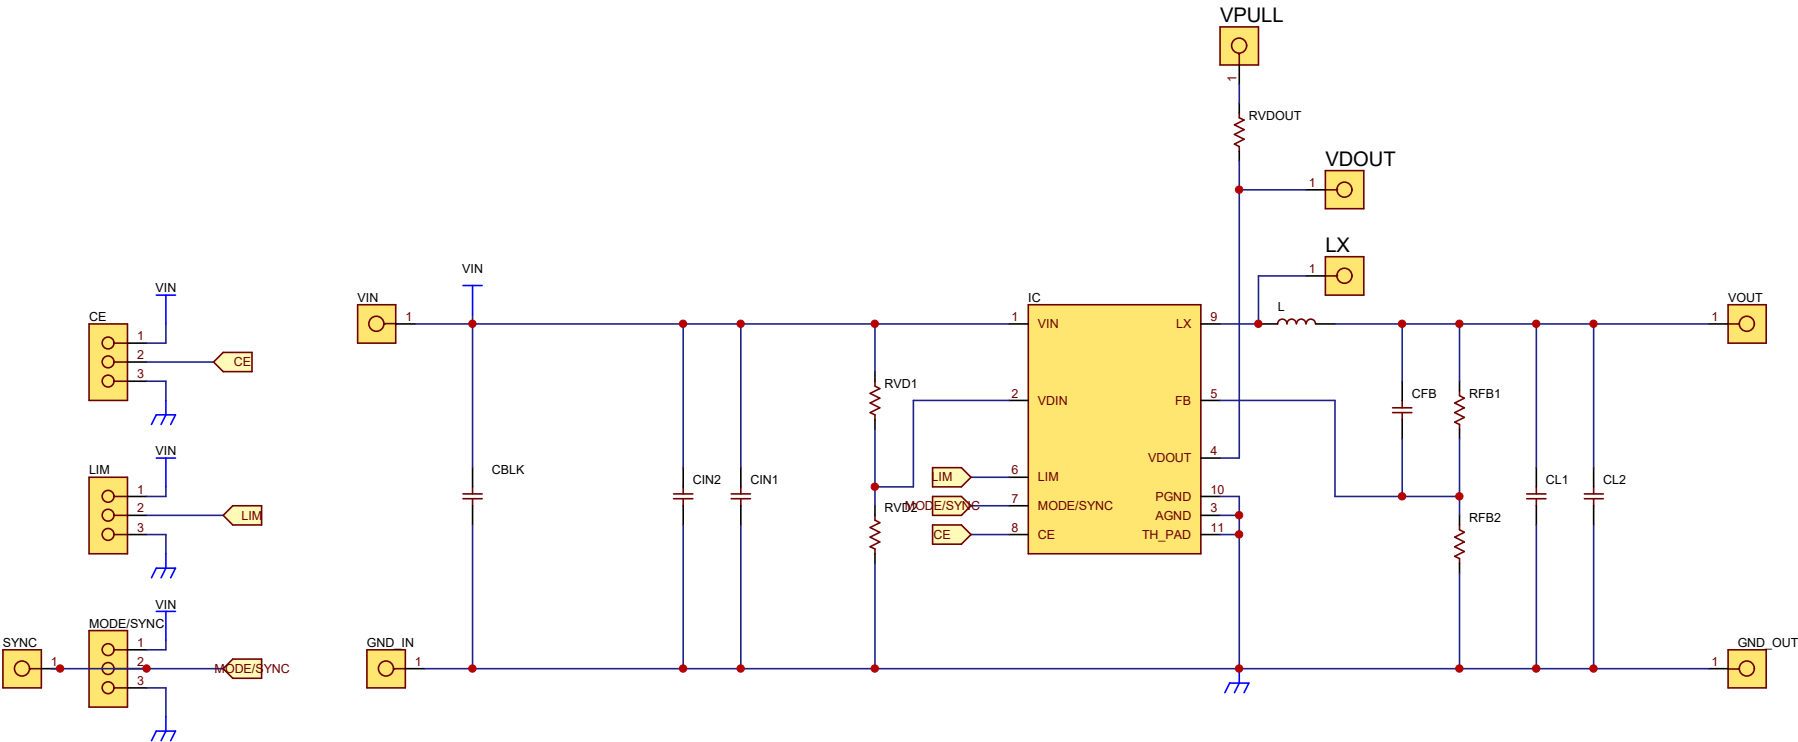 VPULL
1
RVDOUT
VDOUT
1
LX
1
VIN
CE
1
2
3
CE
VIN
LIM
1
2
3
LIM
VIN
MODE/SYNC
1
2
3
MODE/SYNC
SYNC
1
VIN
1
VIN
CBLK
CIN2
CIN1
RVD1
RVD2
GND_IN
1
IC
1 VIN
2 VDIN
LIM 6 LIM
MODE/SYNC 7 MODE/SYNC
CE 8 CE
LX 9
FB 5
VDOUT 4
PGND 10
AGND 3
TH_PAD 11
L
CFB
RFB1
RFB2
CL1
CL2
VOUT
1
GND_OUT
1